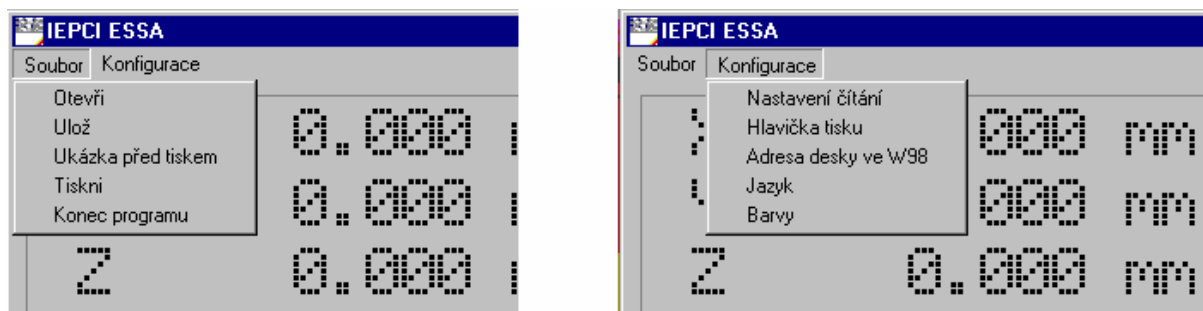 IEPCI ESSA
Soubor Konfigurace
Otevři
Ulož
Ukázka před tiskem
Tiskni
Konec programu
0.000
0.000
Z 0.000
IEPCI ESSA
Soubor Konfigurace
Nastavení čítání
Hlavička tisku
Adresa desky ve W98
Jazyk
Barvy
000 mm
000 mm
Z 0.000 mm